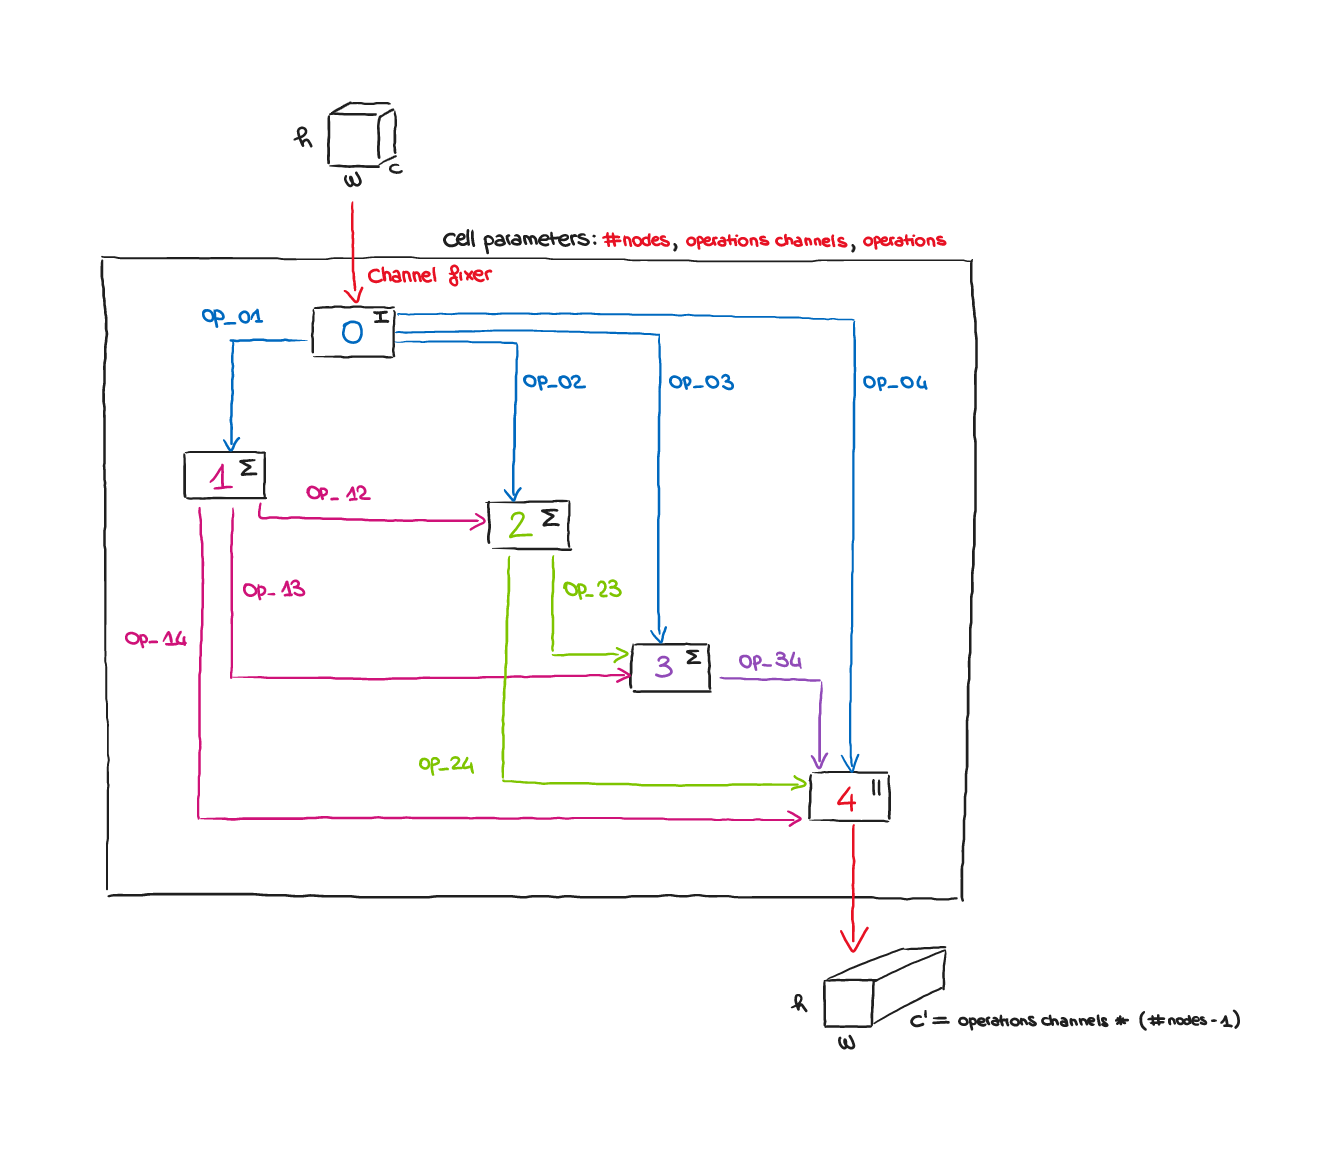 h
c
w
Cell parameters: #nodes, operations channels, operations
Channel fixer
op_01
0 I
op_02
op_03
op_04
1 Σ
op_12
2 Σ
op_13
op_23
op_14
3 Σ
op_34
op_24
4 ||
h
c' = operations channels * (#nodes-1)
w